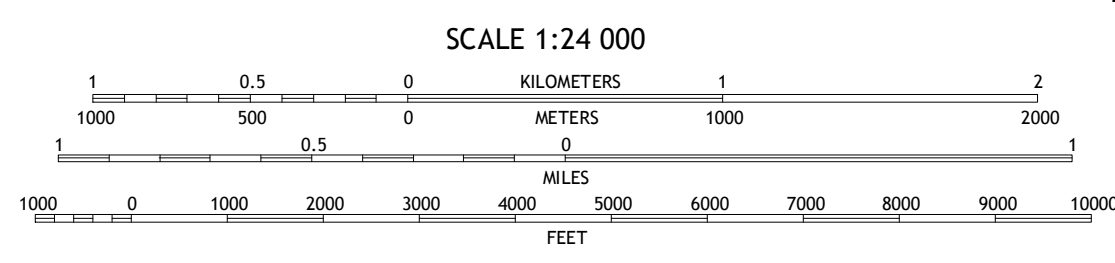 SCALE 1:24 000
1 0.5 0 KILOMETERS 1 2
1000 500 0 METERS 1000 2000
1 0.5 0 1
MILES
1000 0 1000 2000 3000 4000 5000 6000 7000 8000 9000 10000
FEET